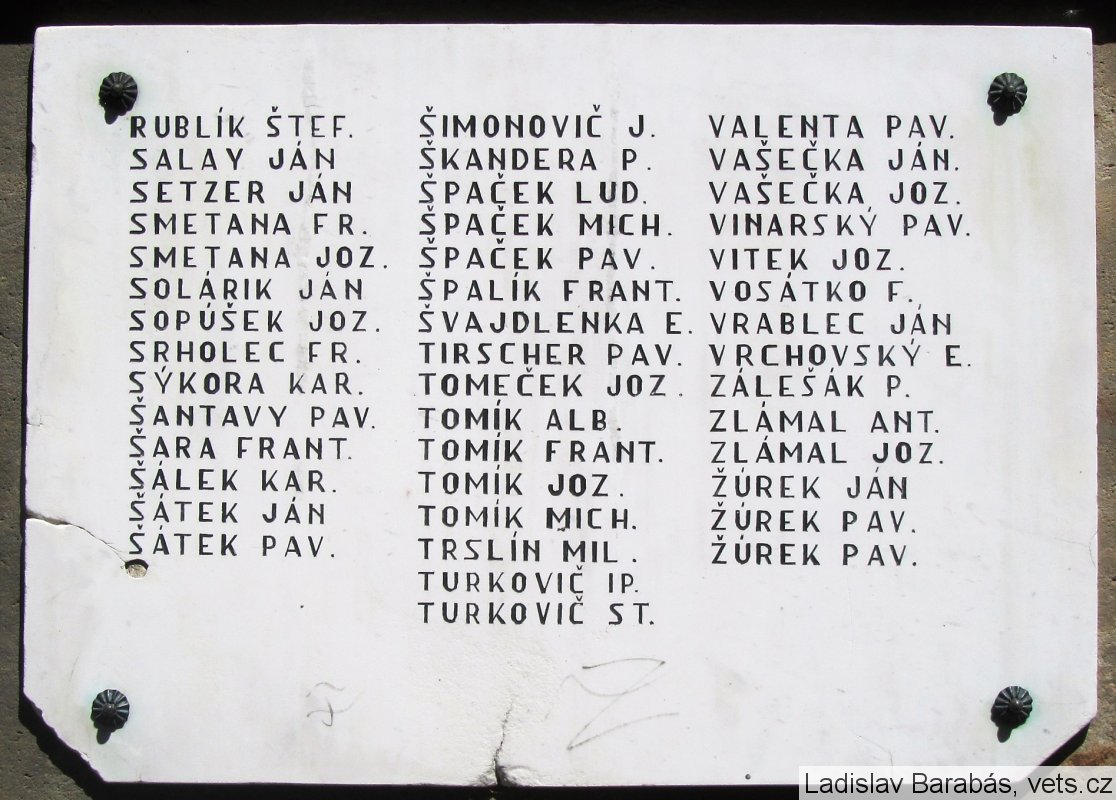 RUBLÍK ŠTEF.
SALAY JÁN
SETZER JÁN
SMETANA FR.
SMETANA JOZ.
SOLÁRIK JÁN
SOPÚŠEK JOZ.
SRHOLEC FR.
SÝKORA KAR.
ŠANTAVY PAV.
ŠARA FRANT.
ŠÁLEK KAR.
ŠÁTEK JÁN
ŠÁTEK PAV.
ŠIMONOVIČ J.
ŠKANDERA P.
ŠPAČEK LUD.
ŠPAČEK MICH.
ŠPAČEK PAV.
ŠPALÍK FRANT.
ŠVAJDLENKA E.
TIRSCHER PAV.
TOMEČEK JOZ.
TOMÍK ALB.
TOMÍK FRANT.
TOMÍK JOZ.
TOMÍK MICH.
TRSLÍN MIL.
TURKOVIČ IP.
TURKOVIČ ST.
VALENTA PAV.
VAŠEČKA JÁN.
VAŠEČKA JOZ.
VINARSKÝ PAV.
VITEK JOZ.
VOSÁTKO F.
VRABLEC JÁN
VRCHOVSKÝ E.
ZÁLEŠÁK P.
ZLÁMAL ANT.
ZLÁMAL JOZ.
ŽÚREK JÁN
ŽÚREK PAV.
ŽÚREK PAV.
Ladislav Barabás, vets.cz